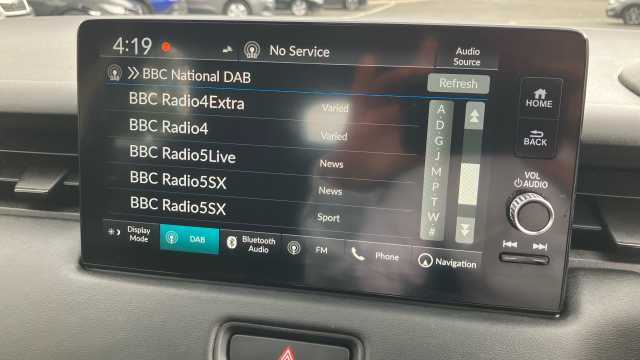 4:19 No Service Audio Source
BBC National DAB Refresh
HOME
BBC Radio4Extra Varied
BBC Radio4 Varied
BACK
BBC Radio5Live News
BBC Radio5SX News
BBC Radio5SX Sport
A
D
G
J
M
P
T
W
#
VOL
AUDIO
Display Mode
DAB
Bluetooth Audio
FM
Phone
Navigation